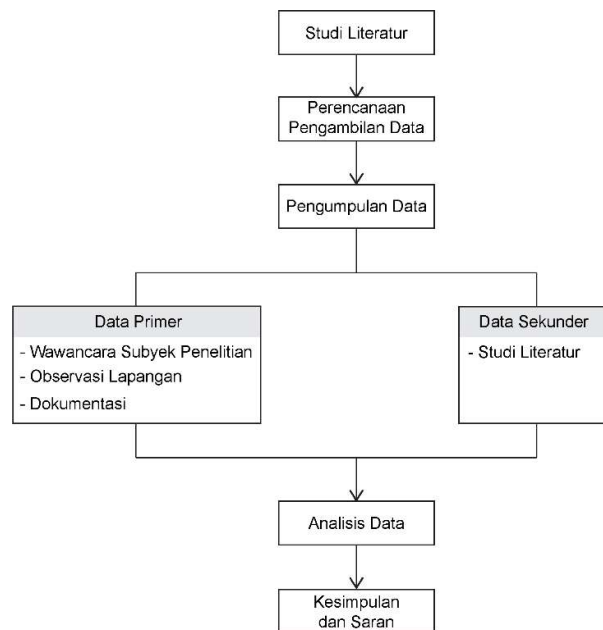 Studi Literatur
Perencanaan
Pengambilan Data
Pengumpulan Data
Data Primer
- Wawancara Subyek Penelitian
- Observasi Lapangan
- Dokumentasi
Data Sekunder
- Studi Literatur
Analisis Data
Kesimpulan
dan Saran